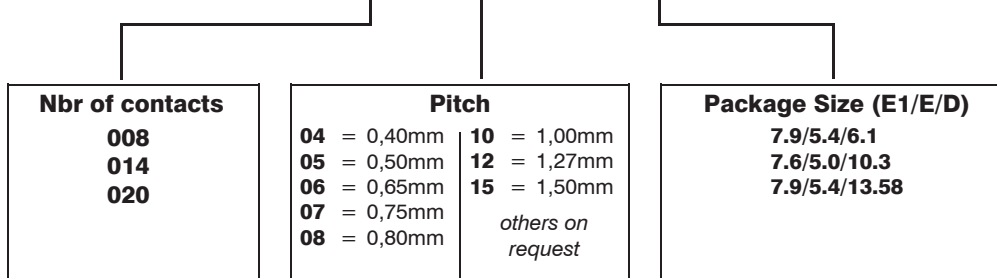 Nbr of contacts
008
014
020
Pitch
04 = 0,40mm
05 = 0,50mm
06 = 0,65mm
07 = 0,75mm
08 = 0,80mm
10 = 1,00mm
12 = 1,27mm
15 = 1,50mm
others on
request
Package Size (E1/E/D)
7.9/5.4/6.1
7.6/5.0/10.3
7.9/5.4/13.58